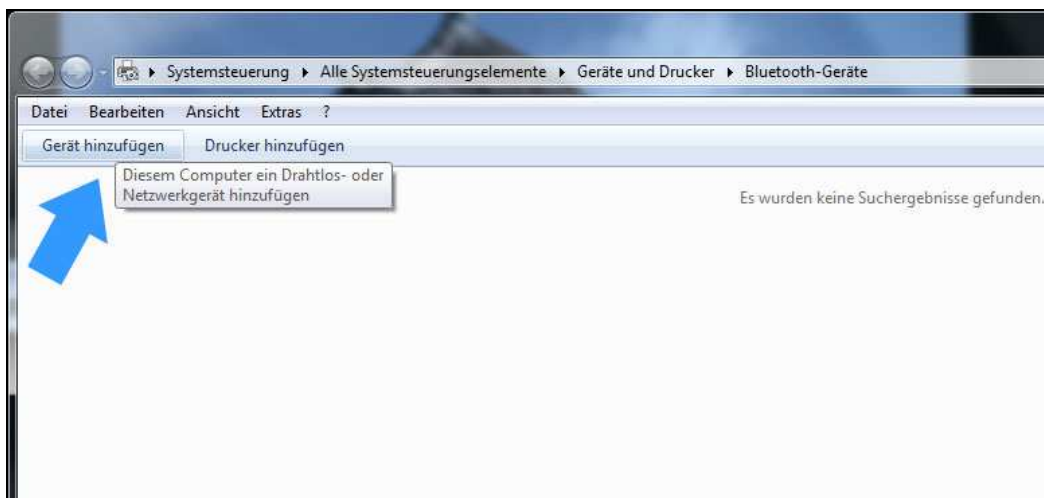 Systemsteuerung ▸ Alle Systemsteuerungselemente ▸ Geräte und Drucker ▸ Bluetooth-Geräte
Datei Bearbeiten Ansicht Extras ?
Gerät hinzufügen Drucker hinzufügen
Diesem Computer ein Drahtlos- oder
Netzwerkgerät hinzufügen
Es wurden keine Suchergebnisse gefunden.